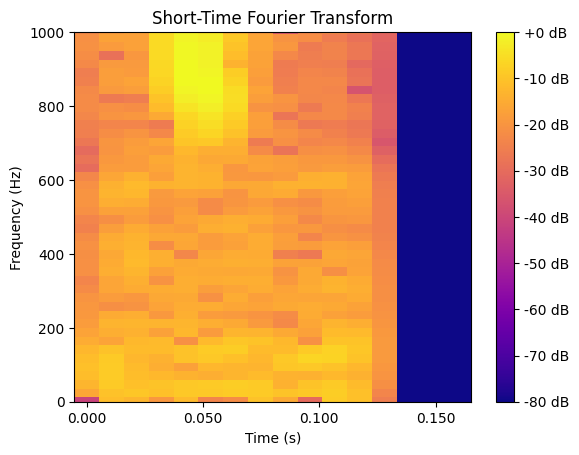 Short-Time Fourier Transform
1000
800
600
400
200
0
Frequency (Hz)
0.000
0.050
0.100
0.150
Time (s)
+0 dB
-10 dB
-20 dB
-30 dB
-40 dB
-50 dB
-60 dB
-70 dB
-80 dB